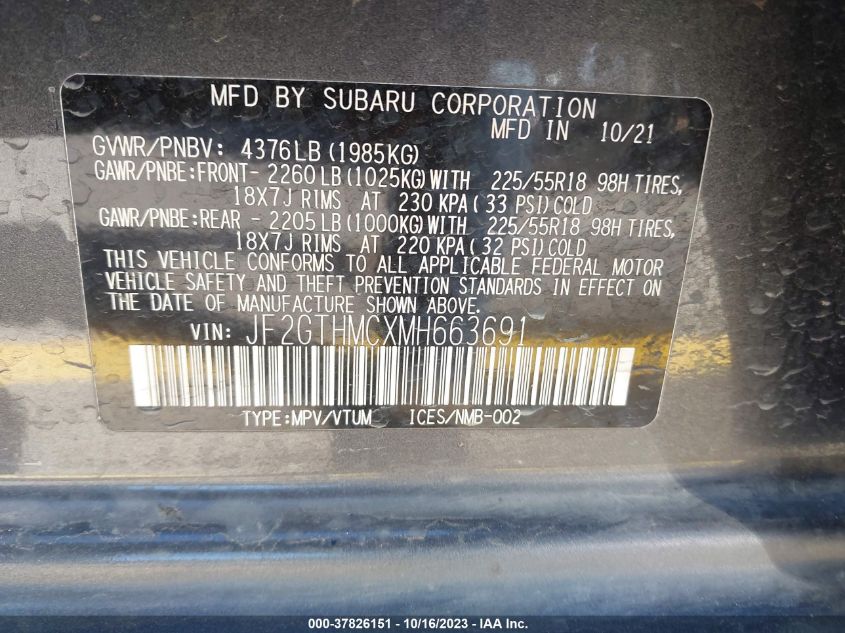 MFD BY SUBARU CORPORATION
MFD IN 10/21
GVWR/PNBV: 4376LB (1985KG)
GAWR/PNBE:FRONT- 2260LB (1025KG) WITH 225/55R18 98H TIRES,
18X7J RIMS AT 230 KPA ( 33 PSI) COLD
GAWR/PNBE:REAR - 2205LB (1000KG) WITH 225/55R18 98H TIRES,
18X7J RIMS AT 220 KPA ( 32 PSI) COLD
THIS VEHICLE CONFORMS TO ALL APPLICABLE FEDERAL MOTOR
VEHICLE SAFETY AND THEFT PREVENTION STANDARDS IN EFFECT ON
THE DATE OF MANUFACTURE SHOWN ABOVE.
VIN: JF2GTHMCXMH663691
TYPE:MPV/VTUM ICES/NMB-002
000-37826151 - 10/16/2023 - IAA Inc.